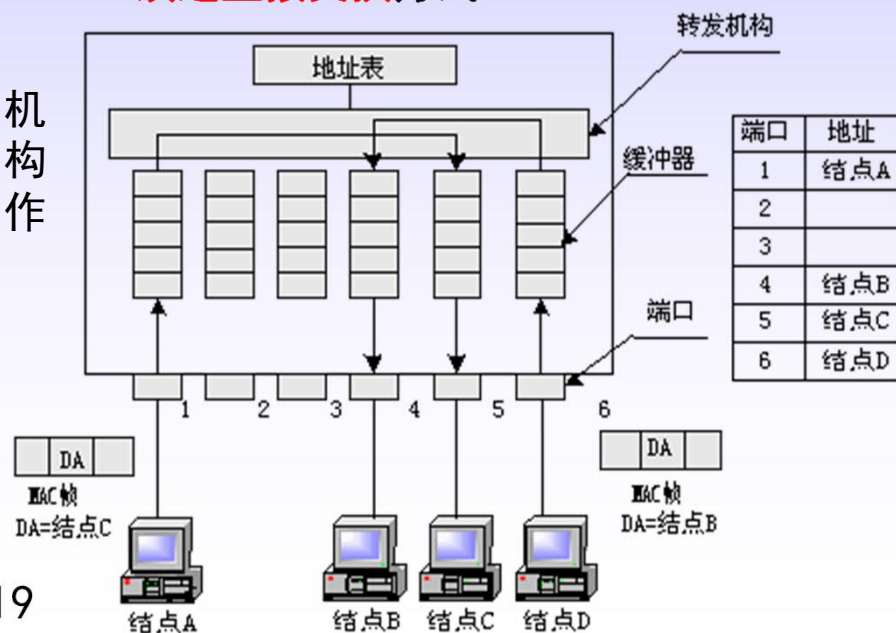 转发机构
地址表
机
构
作
缓冲器
端口 地址
1 结点A
2
3
4 结点B
5 结点C
6 结点D
端口
1 2 3 4 5 6
DA
MAC帧
DA=结点C
DA
MAC帧
DA=结点B
结点A 结点B 结点C 结点D